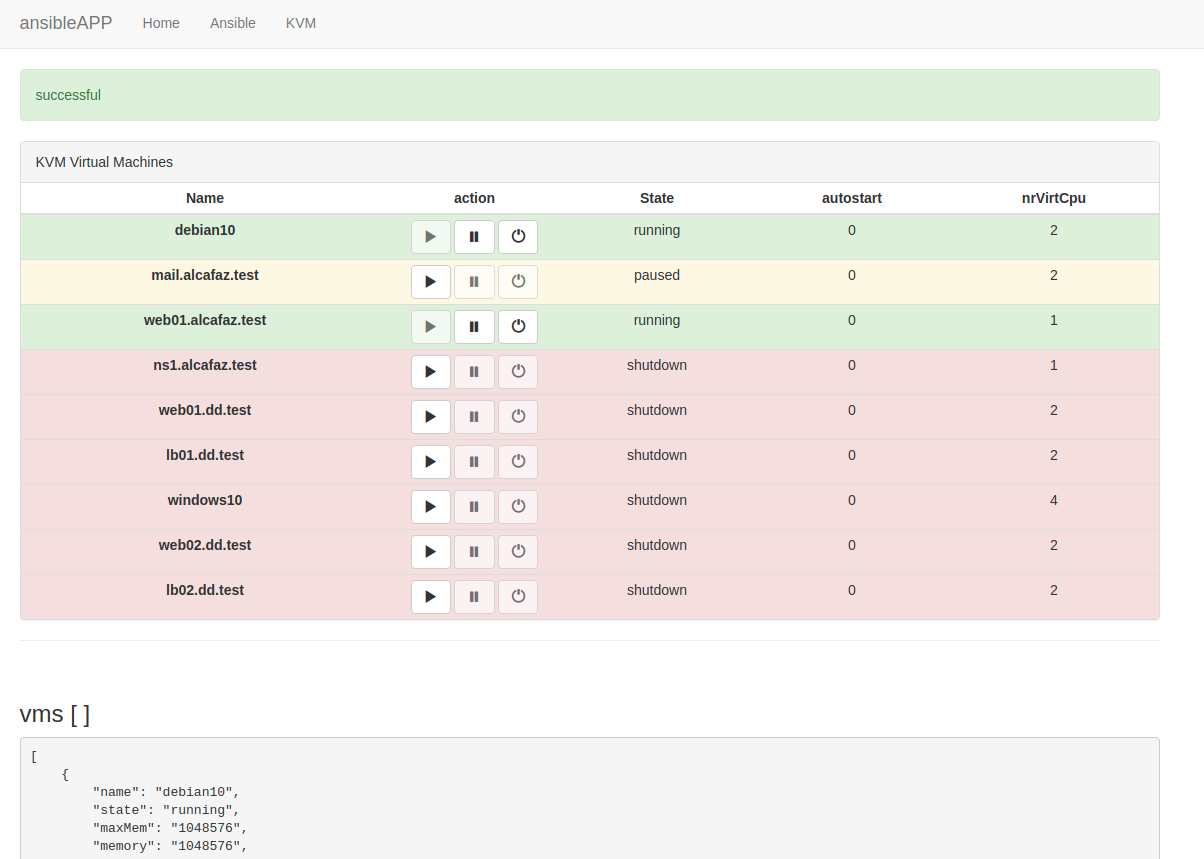 ansibleAPP Home Ansible KVM
successful
KVM Virtual Machines
Name action State autostart nrVirtCpu
debian10 running 0 2
mail.alcafaz.test paused 0 2
web01.alcafaz.test running 0 1
ns1.alcafaz.test shutdown 0 1
web01.dd.test shutdown 0 2
lb01.dd.test shutdown 0 2
windows10 shutdown 0 4
web02.dd.test shutdown 0 2
lb02.dd.test shutdown 0 2
vms [ ]
[
    {
        "name": "debian10",
        "state": "running",
        "maxMem": "1048576",
        "memory": "1048576",